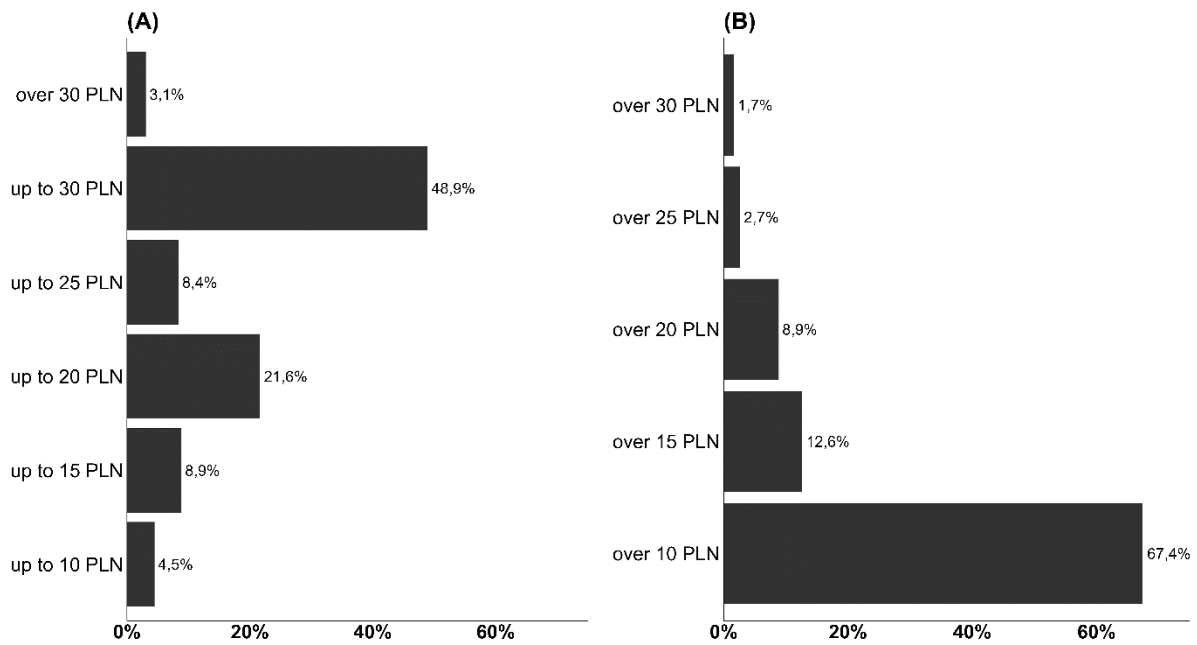 (A)
over 30 PLN 3,1%
up to 30 PLN 48,9%
up to 25 PLN 8,4%
up to 20 PLN 21,6%
up to 15 PLN 8,9%
up to 10 PLN 4,5%
0% 20% 40% 60%
(B)
over 30 PLN 1,7%
over 25 PLN 2,7%
over 20 PLN 8,9%
over 15 PLN 12,6%
over 10 PLN 67,4%
0% 20% 40% 60%